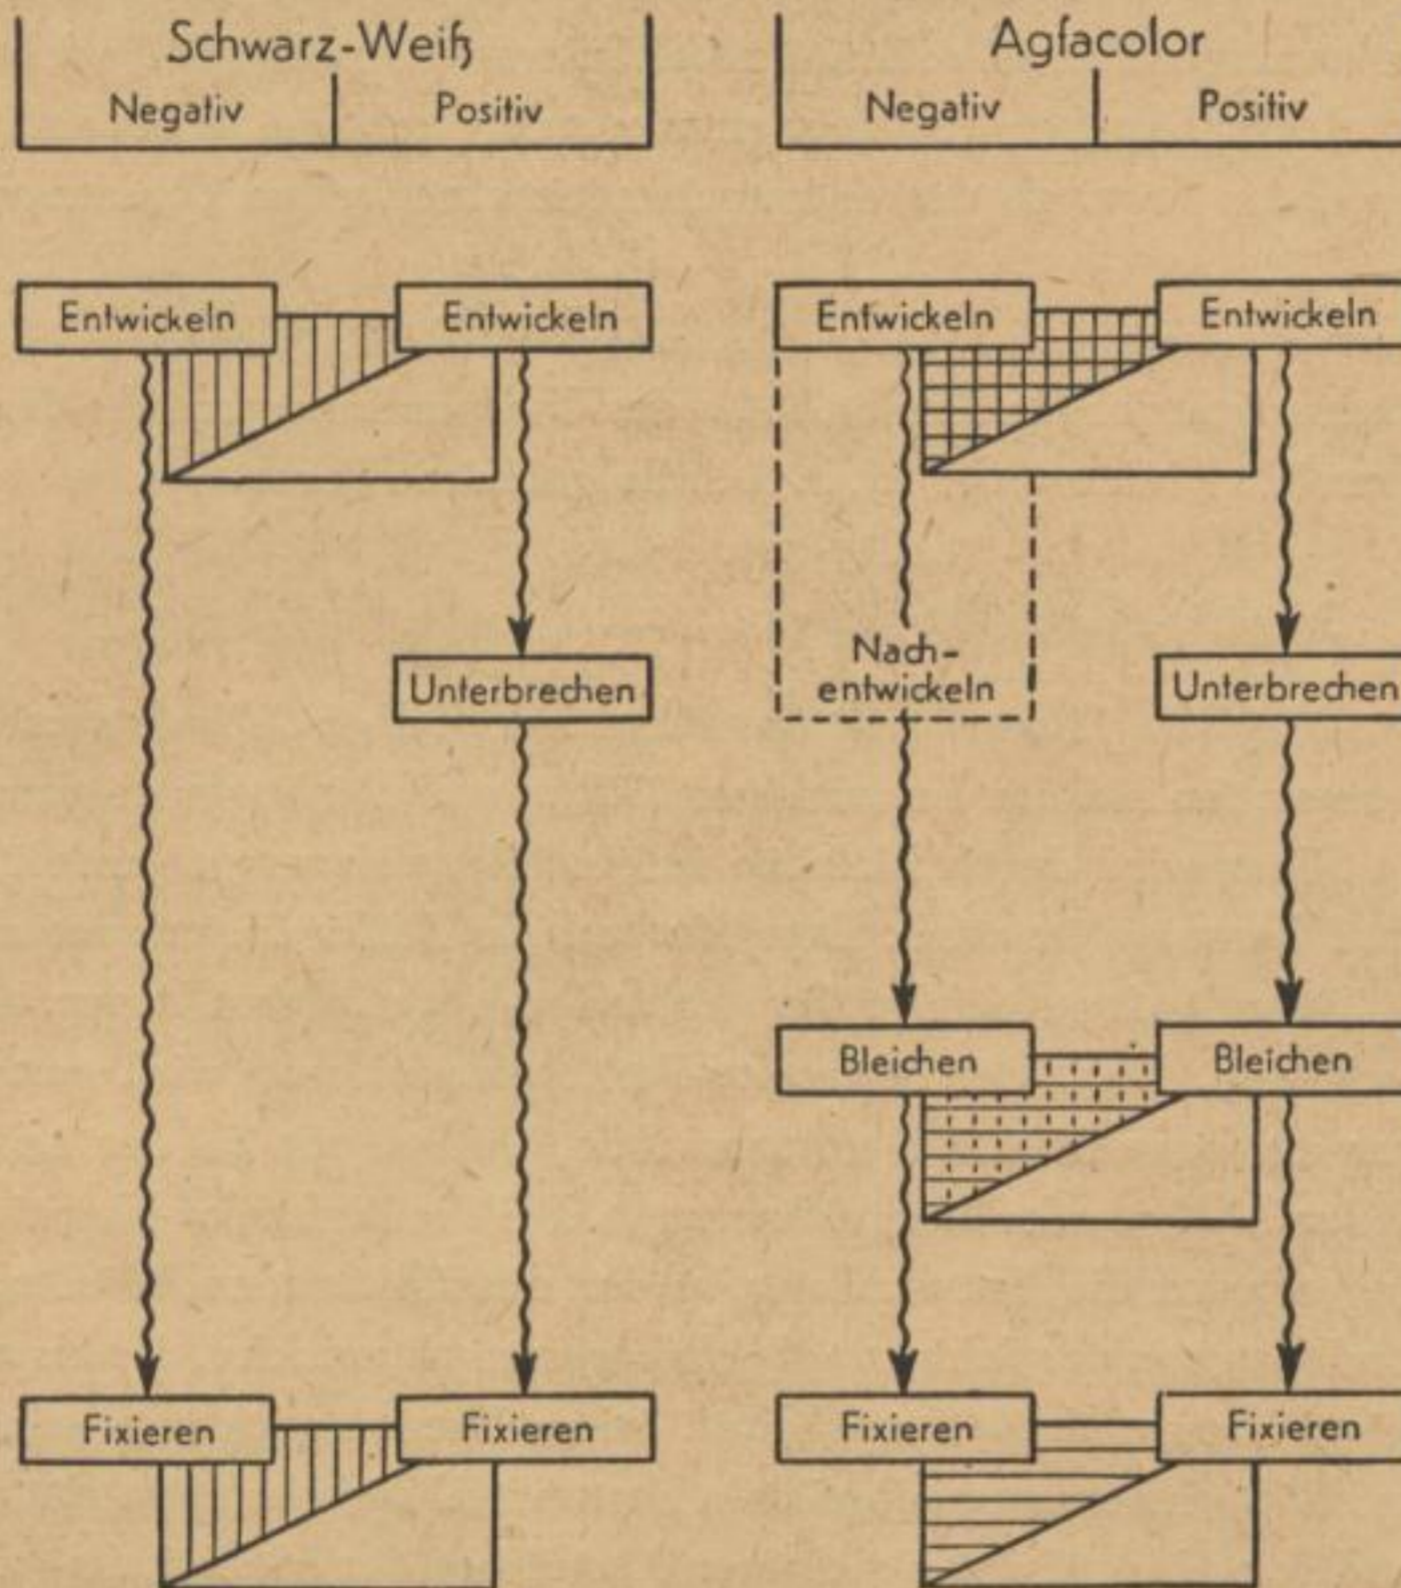 Schwarz-Weiß
Negativ Positiv
Agfacolor
Negativ Positiv
Entwickeln Entwickeln Entwickeln Entwickeln
Unterbrechen Nach-
entwickeln Unterbrechen
Bleichen Bleichen
Fixieren Fixieren Fixieren Fixieren